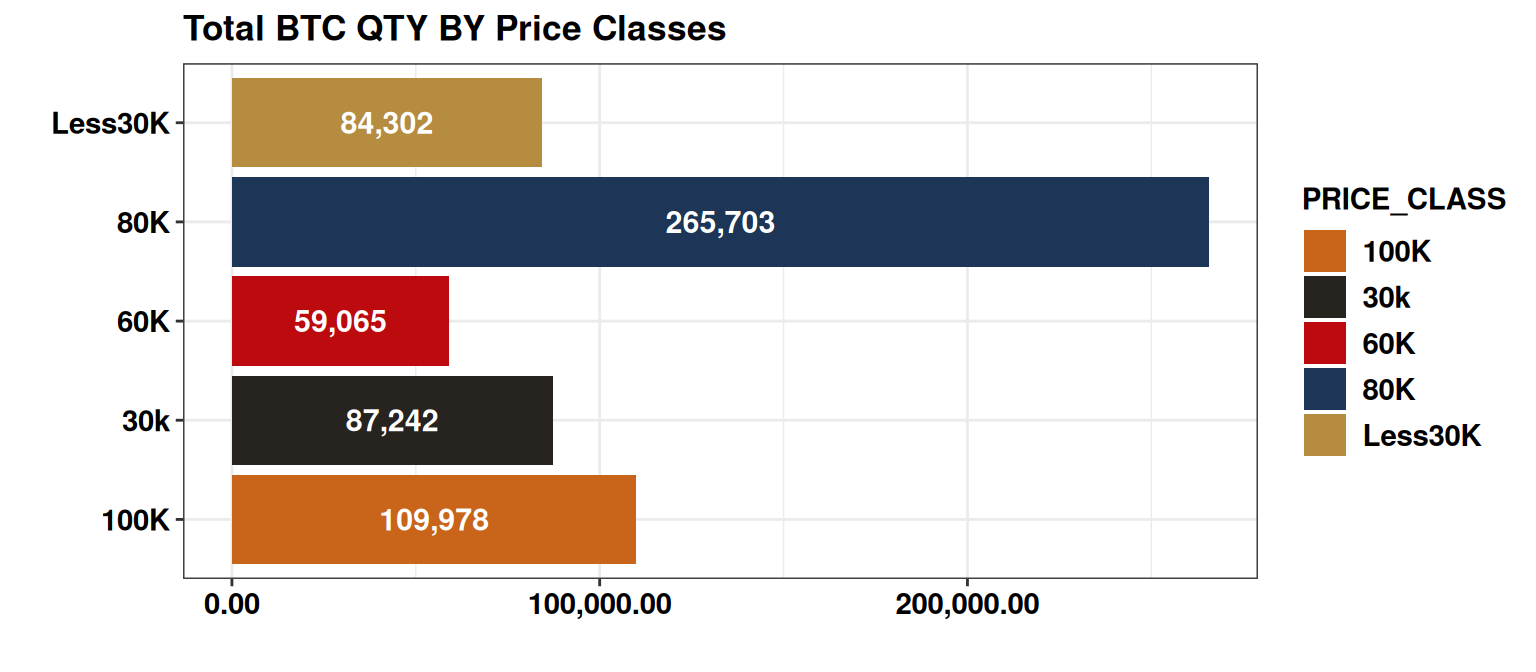 Total BTC QTY BY Price Classes
Less30K
84,302
80K
265,703
60K
59,065
30k
87,242
100K
109,978
0.00
100,000.00
200,000.00
PRICE_CLASS
100K
30k
60K
80K
Less30K